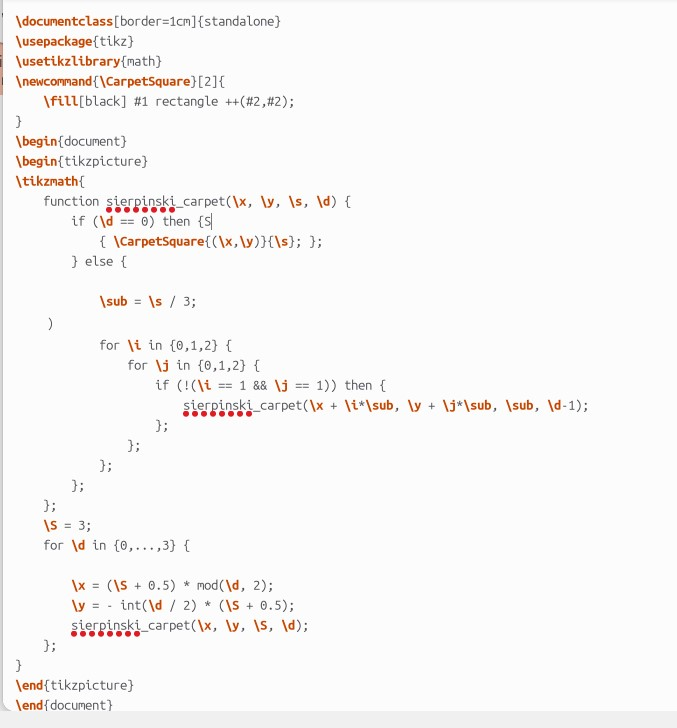 \documentclass[border=1cm]{standalone}
\usepackage{tikz}
\usetikzlibrary{math}
\newcommand{\CarpetSquare}[2]{
    \fill[black] #1 rectangle ++(#2,#2);
}
\begin{document}
\begin{tikzpicture}
\tikzmath{
    function sierpinski_carpet(\x, \y, \s, \d) {
        if (\d == 0) then {S
            { \CarpetSquare{(\x,\y)}{\s}; };
        } else {
            \sub = \s / 3;
    )
            for \i in {0,1,2} {
                for \j in {0,1,2} {
                    if (!(\i == 1 && \j == 1)) then {
                        sierpinski_carpet(\x + \i*\sub, \y + \j*\sub, \sub, \d-1);
                    };
                };
            };
        };
    };
    \S = 3;
    for \d in {0,...,3} {
        \x = (\S + 0.5) * mod(\d, 2);
        \y = - int(\d / 2) * (\S + 0.5);
        sierpinski_carpet(\x, \y, \S, \d);
    };
}
\end{tikzpicture}
\end{document}